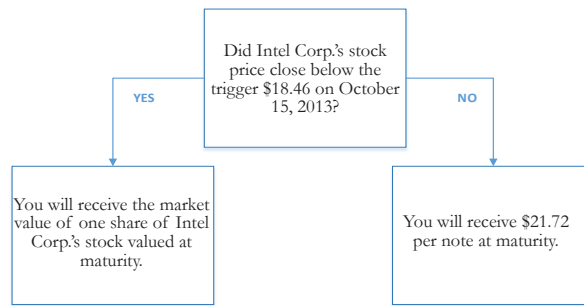 Did Intel Corp.'s stock
price close below the
trigger $18.46 on October
15, 2013?
YES
NO
You will receive the market
value of one share of Intel
Corp.'s stock valued at
maturity.
You will receive $21.72
per note at maturity.